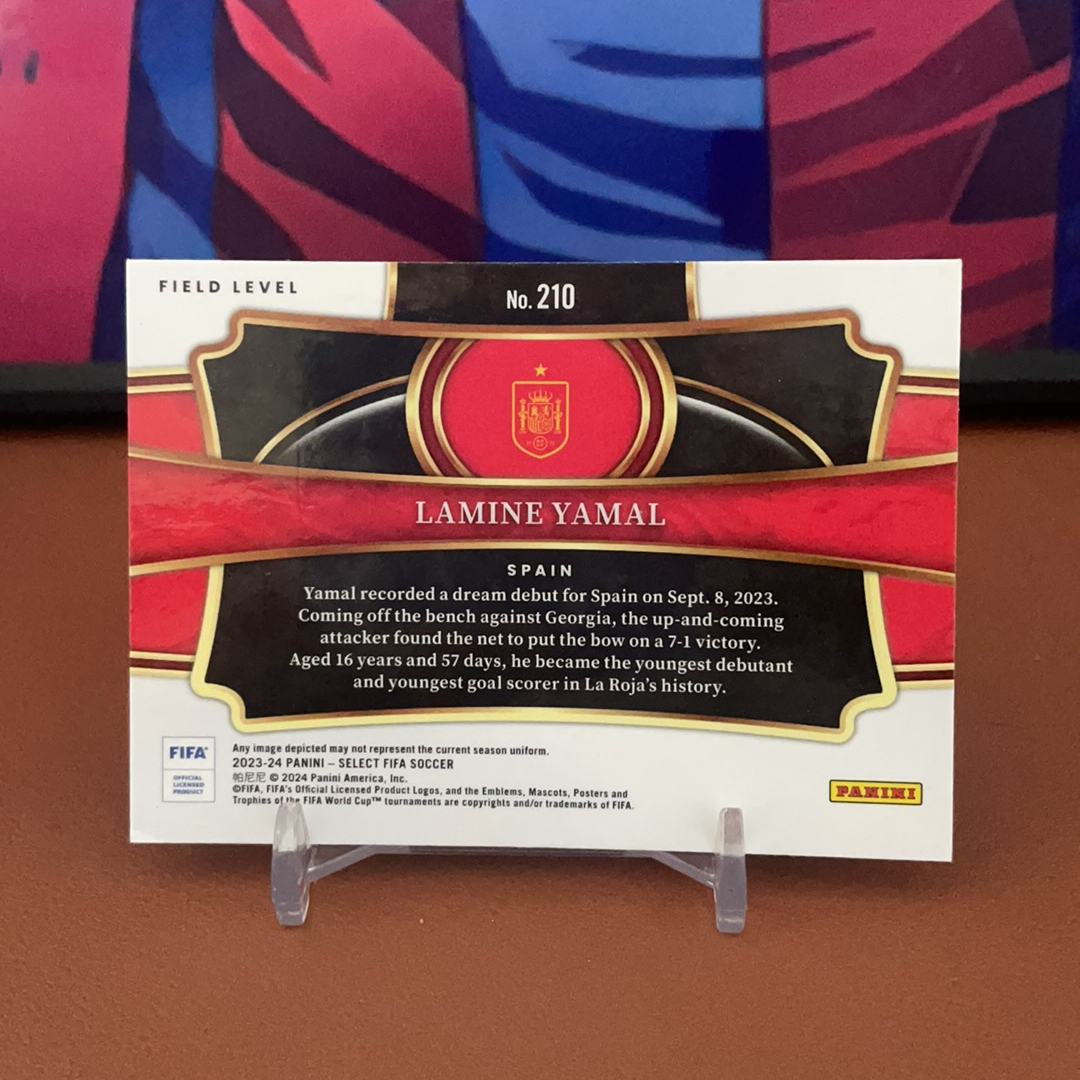 FIELD LEVEL
No. 210
LAMINE YAMAL
SPAIN
Yamal recorded a dream debut for Spain on Sept. 8, 2023.
Coming off the bench against Georgia, the up-and-coming
attacker found the net to put the bow on a 7-1 victory.
Aged 16 years and 57 days, he became the youngest debutant
and youngest goal scorer in La Roja's history.
FIFA®
OFFICIAL
LICENSED
PRODUCT
Any image depicted may not represent the current season uniform.
2023-24 PANINI – SELECT FIFA SOCCER
帕尼尼 © 2024 Panini America, Inc.
©FIFA, FIFA's Official Licensed Product Logos, and the Emblems, Mascots, Posters and
Trophies of the FIFA World Cup™ tournaments are copyrights and/or trademarks of FIFA.
PANINI